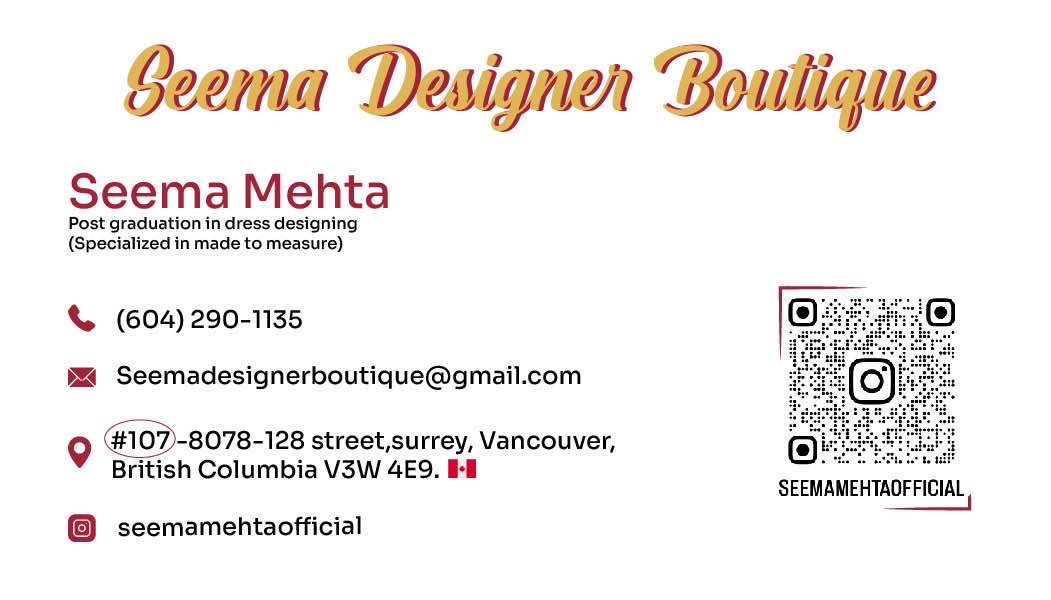 Seema Designer Boutique
Seema Mehta
Post graduation in dress designing
(Specialized in made to measure)
(604) 290-1135
Seemadesignerboutique@gmail.com
#107-8078-128 street,surrey, Vancouver,
British Columbia V3W 4E9.
seemamehtaofficial
SEEMAMEHTAOFFICIAL